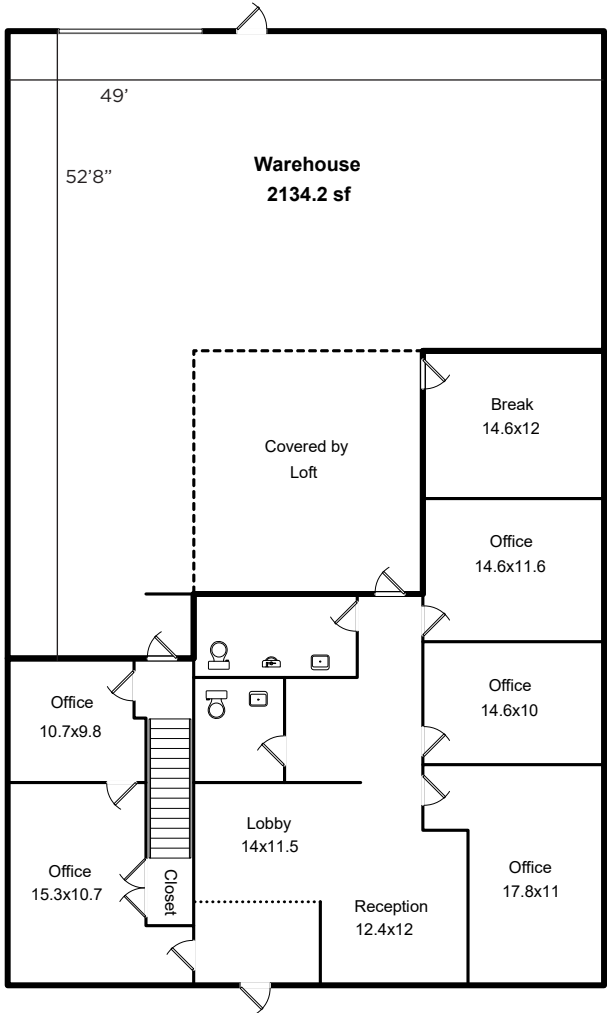 49’
52’8”
Warehouse
2134.2 sf
Covered by
Loft
Break
14.6x12
Office
14.6x11.6
Office
14.6x10
Office
10.7x9.8
Lobby
14x11.5
Office
15.3x10.7
Closet
Office
17.8x11
Reception
12.4x12